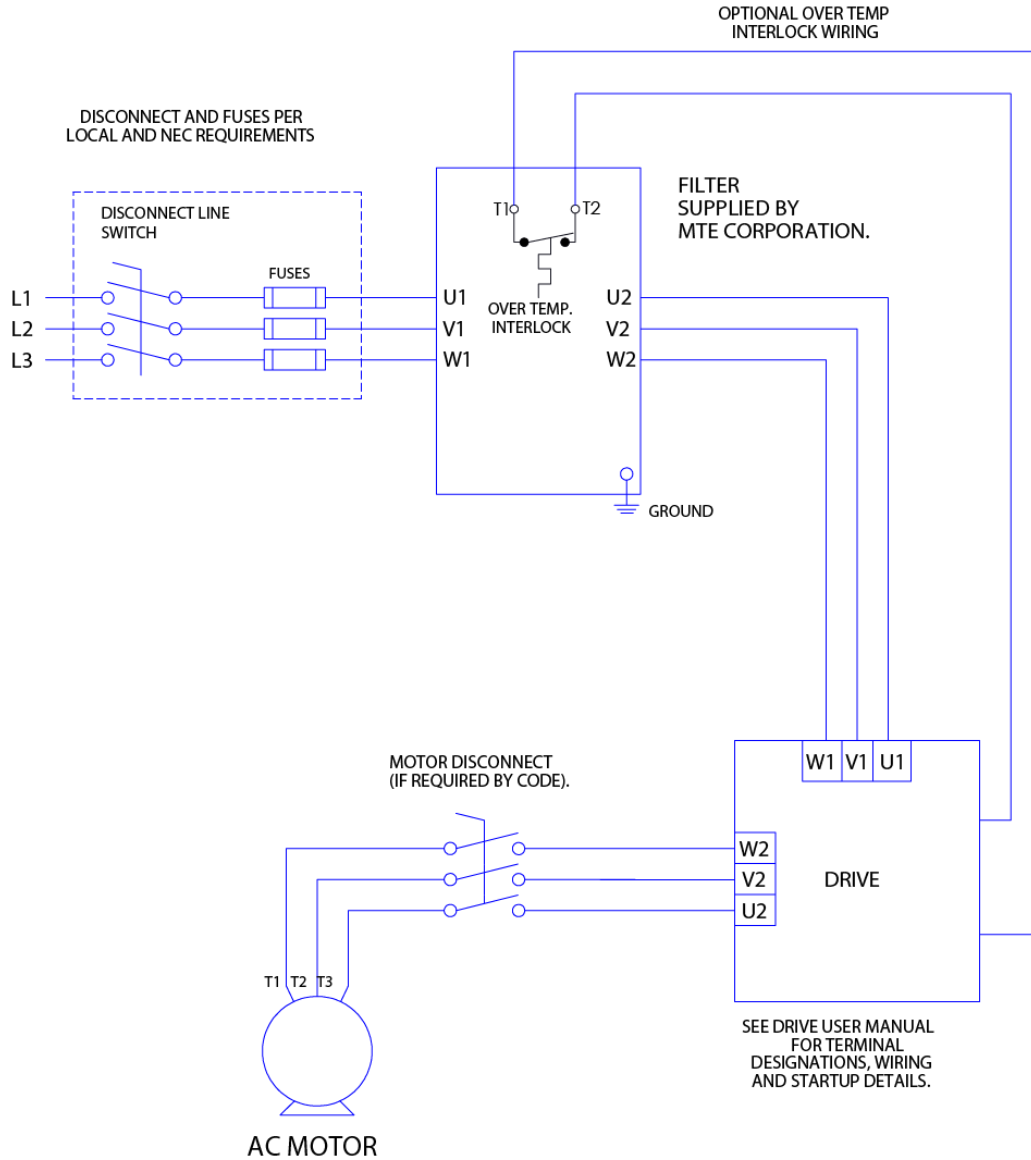 OPTIONAL OVER TEMP
INTERLOCK WIRING
DISCONNECT AND FUSES PER
LOCAL AND NEC REQUIREMENTS
DISCONNECT LINE
SWITCH
FUSES
L1
L2
L3
T1
T2
OVER TEMP.
INTERLOCK
U1
V1
W1
U2
V2
W2
FILTER
SUPPLIED BY
MTE CORPORATION.
GROUND
MOTOR DISCONNECT
(IF REQUIRED BY CODE).
W1 V1 U1
W2
V2
U2
DRIVE
T1 T2 T3
AC MOTOR
SEE DRIVE USER MANUAL
FOR TERMINAL
DESIGNATIONS, WIRING
AND STARTUP DETAILS.